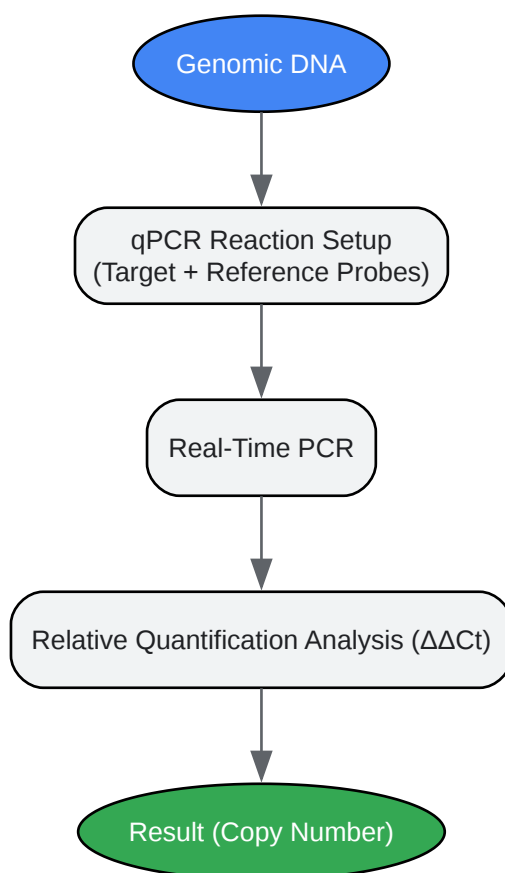 Genomic DNA
qPCR Reaction Setup
(Target + Reference Probes)
Real-Time PCR
Relative Quantification Analysis (ΔΔCt)
Result (Copy Number)